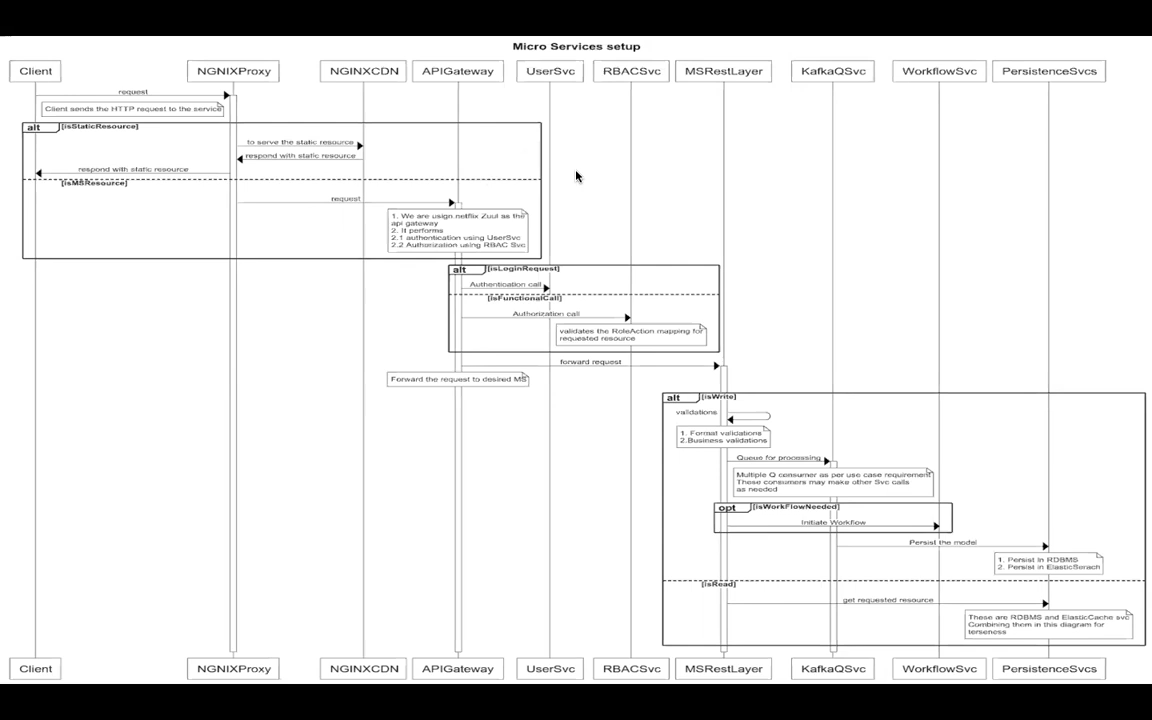 Micro Services setup
Client
NGNIXProxy
NGINXCDN
APIGateway
UserSvc
RBACSvc
MSRestLayer
KafkaQSvc
WorkflowSvc
PersistenceSvcs
request
Client sends the HTTP request to the service
alt
[isStaticResource]
to serve the static resource
respond with static resource
respond with static resource
[isMSResource]
request
1. We are usign netflix Zuul as the
api gateway
2. It performs
2.1 authentication using UserSvc
2.2 Authorization using RBAC Svc
alt
[isLoginRequest]
Authentication call
[isFunctionalCall]
Authorization call
validates the RoleAction mapping for
requested resource
forward request
Forward the request to desired MS
alt
[isWrite]
validations
1. Format validations
2.Business validations
Queue for processing
Multiple Q consumer as per use case requirement
These consumers may make other Svc calls
as needed
opt
[isWorkFlowNeeded]
Initiate Workflow
Persist the model
1. Persist In RDBMS
2. Persist in ElasticSerach
[isRead]
get requested resource
These are RDBMS and ElasticCache svc
Combining them in this diagram for
terseness
Client
NGNIXProxy
NGINXCDN
APIGateway
UserSvc
RBACSvc
MSRestLayer
KafkaQSvc
WorkflowSvc
PersistenceSvcs